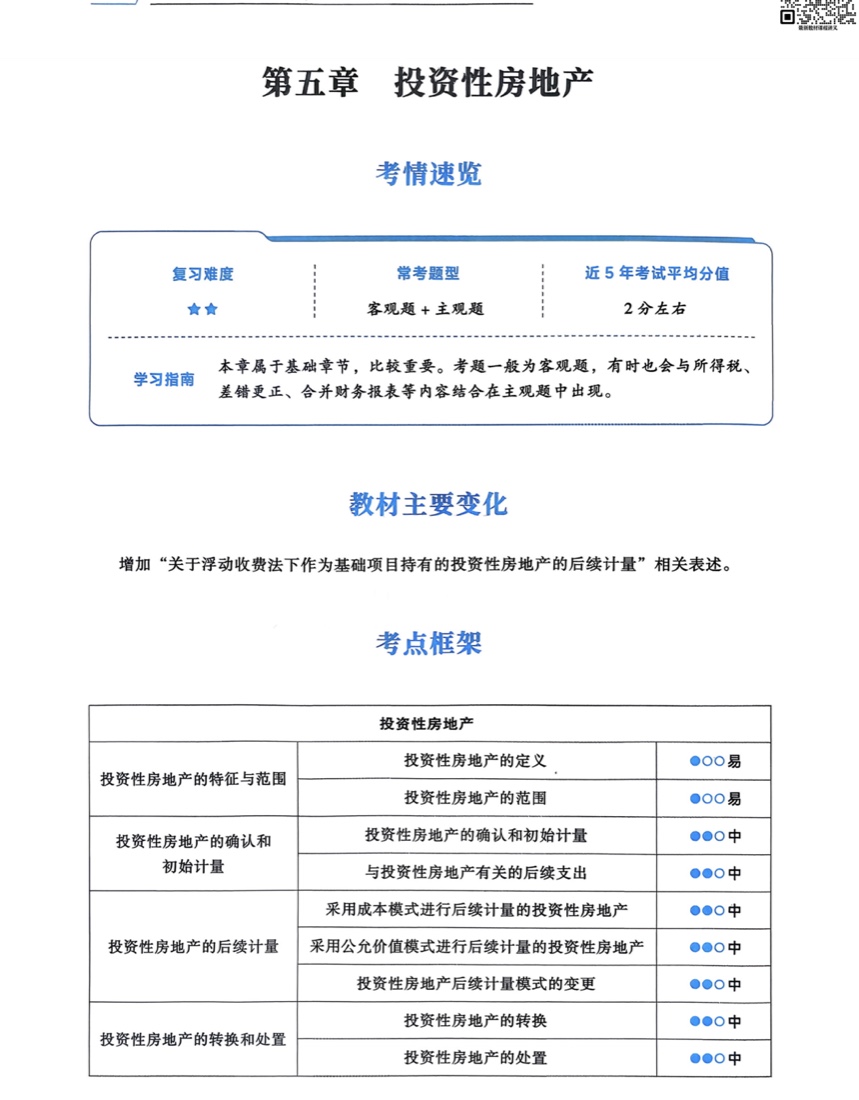 第五章 投资性房地产
考情速览
复习难度 常考题型 近 5 年考试平均分值
★★ 客观题 + 主观题 2 分左右
学习指南
本章属于基础章节，比较重要。考题一般为客观题，有时也会与所得税、
差错更正、合并财务报表等内容结合在主观题中出现。
教材主要变化
增加“关于浮动收费法下作为基础项目持有的投资性房地产的后续计量”相关表述。
考点框架
投资性房地产
投资性房地产的特征与范围
投资性房地产的定义 ●○○易
投资性房地产的范围 ●○○易
投资性房地产的确认和
初始计量
投资性房地产的确认和初始计量 ●●○中
与投资性房地产有关的后续支出 ●●○中
投资性房地产的后续计量
采用成本模式进行后续计量的投资性房地产 ●●○中
采用公允价值模式进行后续计量的投资性房地产 ●●○中
投资性房地产后续计量模式的变更 ●●○中
投资性房地产的转换和处置
投资性房地产的转换 ●●○中
投资性房地产的处置 ●●○中